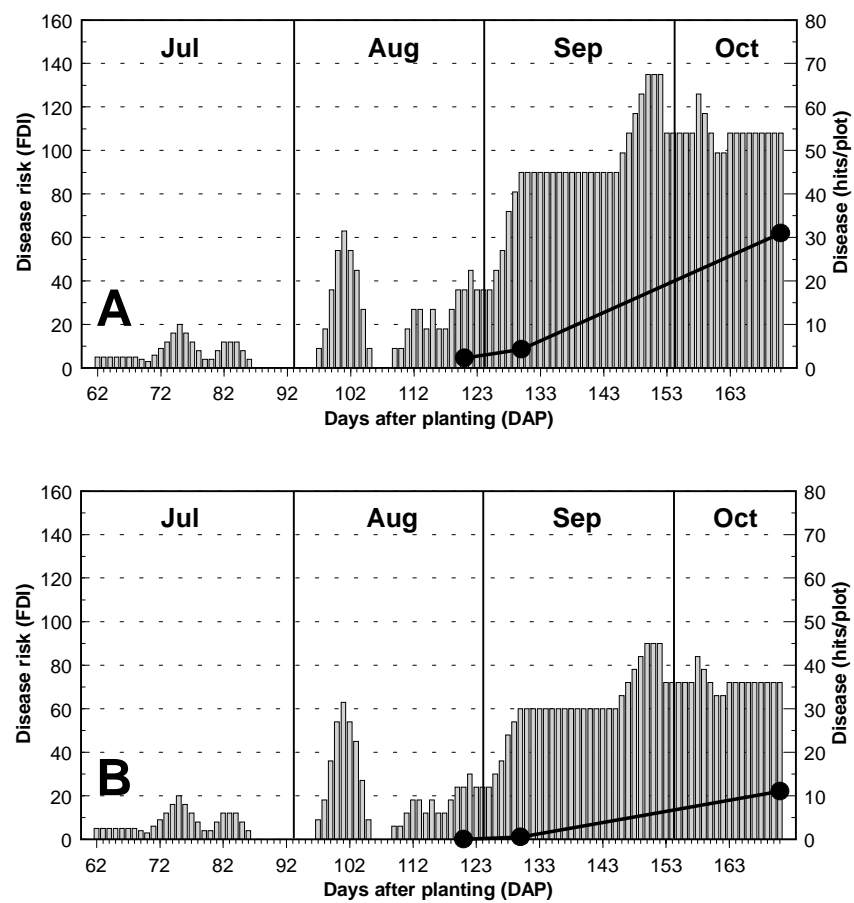 160
140
120
100
80
60
40
20
0
Disease risk (FDI)
Jul
Aug
Sep
Oct
A
80
70
60
50
40
30
20
10
0
Disease (hits/plot)
62 72 82 92 102 112 123 133 143 153 163
Days after planting (DAP)
160
140
120
100
80
60
40
20
0
Disease risk (FDI)
Jul
Aug
Sep
Oct
B
80
70
60
50
40
30
20
10
0
Disease (hits/plot)
62 72 82 92 102 112 123 133 143 153 163
Days after planting (DAP)